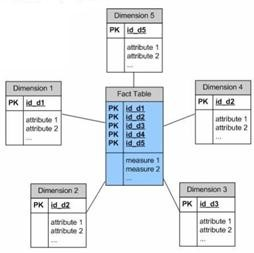 Dimension 5
PK id_d5
attribute 1
attribute 2
...
Dimension 1
PK id_d1
attribute 1
attribute 2
...
Fact Table
PK id_d1
PK id_d2
PK id_d3
PK id_d4
PK id_d5
measure 1
measure 2
...
Dimension 4
PK id_d2
attribute 1
attribute 2
...
Dimension 2
PK id_d2
attribute 1
attribute 2
...
Dimension 3
PK id_d3
attribute 1
attribute 2
...